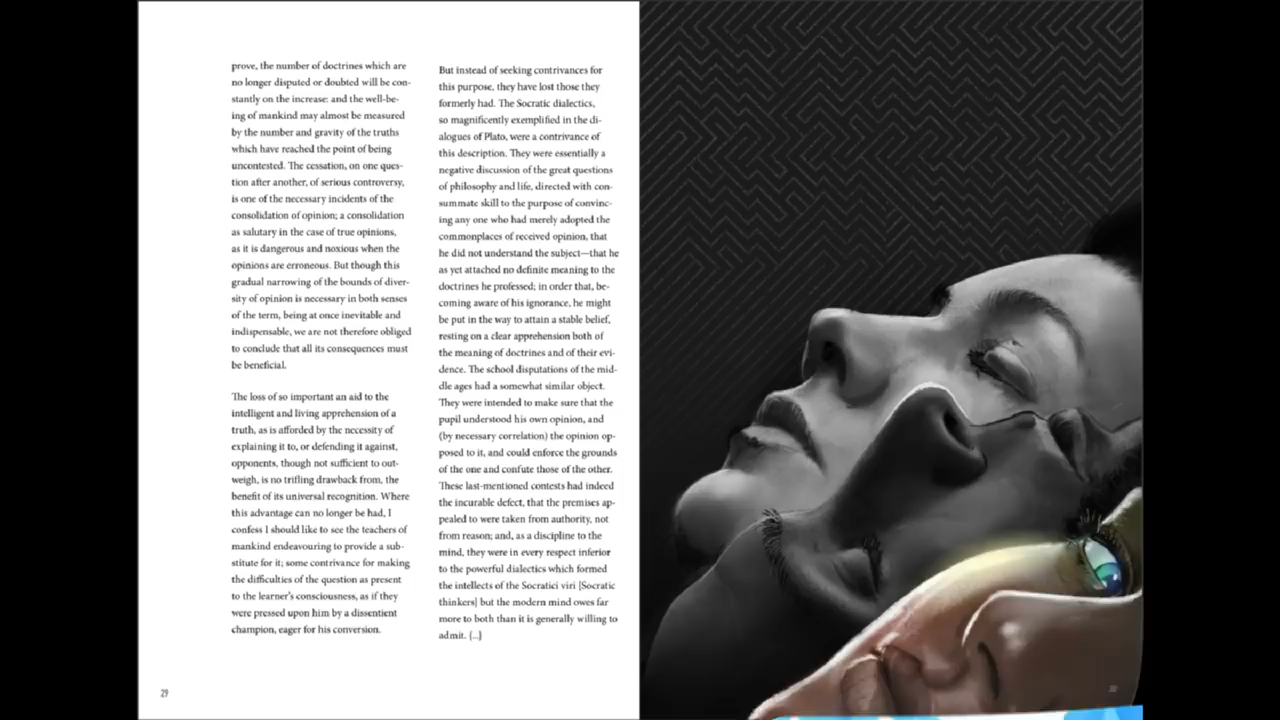 prove, the number of doctrines which are
no longer disputed or doubted will be con-
stantly on the increase: and the well-be-
ing of mankind may almost be measured
by the number and gravity of the truths
which have reached the point of being
uncontested. The cessation, on one ques-
tion after another, of serious controversy,
is one of the necessary incidents of the
consolidation of opinion; a consolidation
as salutary in the case of true opinions,
as it is dangerous and noxious when the
opinions are erroneous. But though this
gradual narrowing of the bounds of diver-
sity of opinion is necessary in both senses
of the term, being at once inevitable and
indispensable, we are not therefore obliged
to conclude that all its consequences must
be beneficial.
The loss of so important an aid to the
intelligent and living apprehension of a
truth, as is afforded by the necessity of
explaining it to, or defending it against,
opponents, though not sufficient to out-
weigh, is no trifling drawback from, the
benefit of its universal recognition. Where
this advantage can no longer be had, I
confess I should like to see the teachers of
mankind endeavouring to provide a sub-
stitute for it; some contrivance for making
the difficulties of the question as present
to the learner's consciousness, as if they
were pressed upon him by a dissentient
champion, eager for his conversion.
But instead of seeking contrivances for
this purpose, they have lost those they
formerly had. The Socratic dialectics,
so magnificently exemplified in the di-
alogues of Plato, were a contrivance of
this description. They were essentially a
negative discussion of the great questions
of philosophy and life, directed with con-
summate skill to the purpose of convinc-
ing any one who had merely adopted the
commonplaces of received opinion, that
he did not understand the subject—that he
as yet attached no definite meaning to the
doctrines he professed; in order that, be-
coming aware of his ignorance, he might
be put in the way to attain a stable belief,
resting on a clear apprehension both of
the meaning of doctrines and of their evi-
dence. The school disputations of the mid-
dle ages had a somewhat similar object.
They were intended to make sure that the
pupil understood his own opinion, and
(by necessary correlation) the opinion op-
posed to it, and could enforce the grounds
of the one and confute those of the other.
These last-mentioned contests had indeed
the incurable defect, that the premises ap-
pealed to were taken from authority, not
from reason; and, as a discipline to the
mind, they were in every respect inferior
to the powerful dialectics which formed
the intellects of the Socratici viri [Socratic
thinkers] but the modern mind owes far
more to both than it is generally willing to
admit. {...}
29